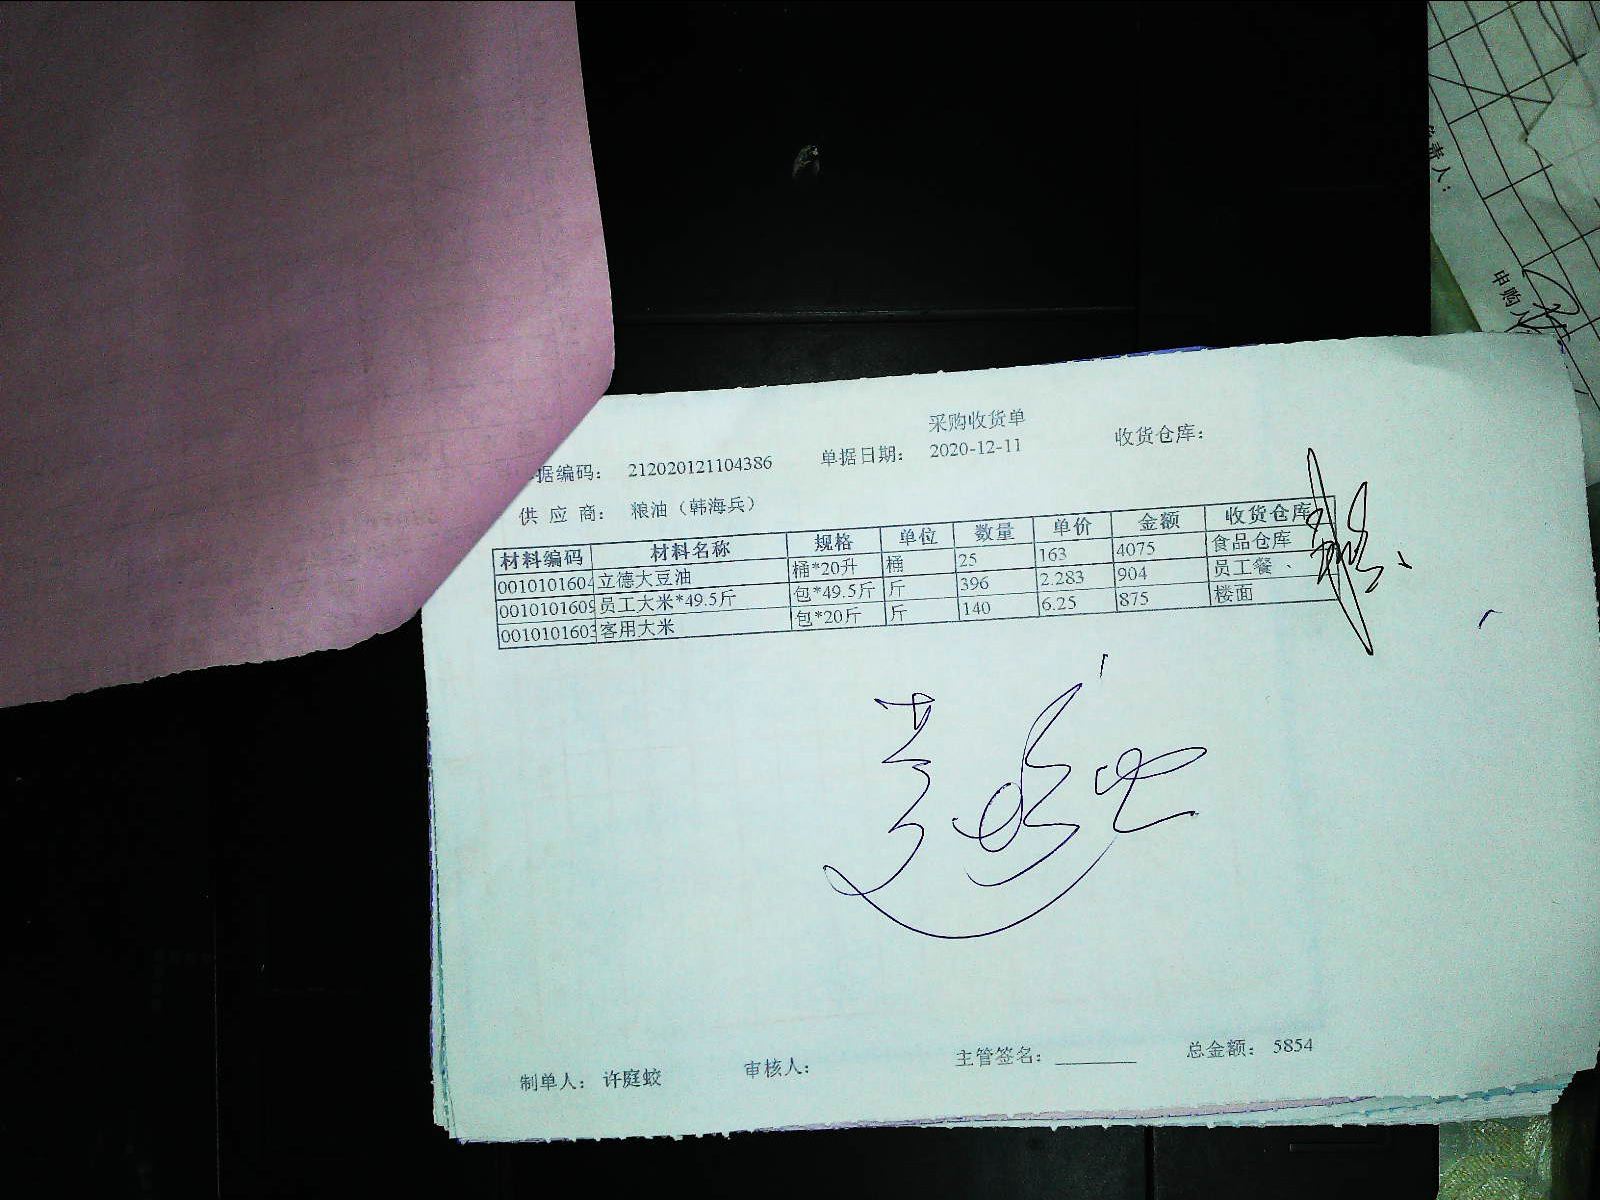 采购收货单
据编码： 212020121104386 单据日期： 2020-12-11 收货仓库：
供 应 商： 粮油（韩海兵）
材料编码 材料名称 规格 单位 数量 单价 金额 收货仓库
0010101604 立德大豆油 桶*20升 桶 25 163 4075 食品仓库
0010101609 员工大米*49.5斤 包*49.5斤 斤 396 2.283 904 员工餐
0010101603 客用大米 包*20斤 斤 140 6.25 875 楼面
制单人： 许庭蛟 审核人： 主管签名： 总金额： 5854
责人：
申购人